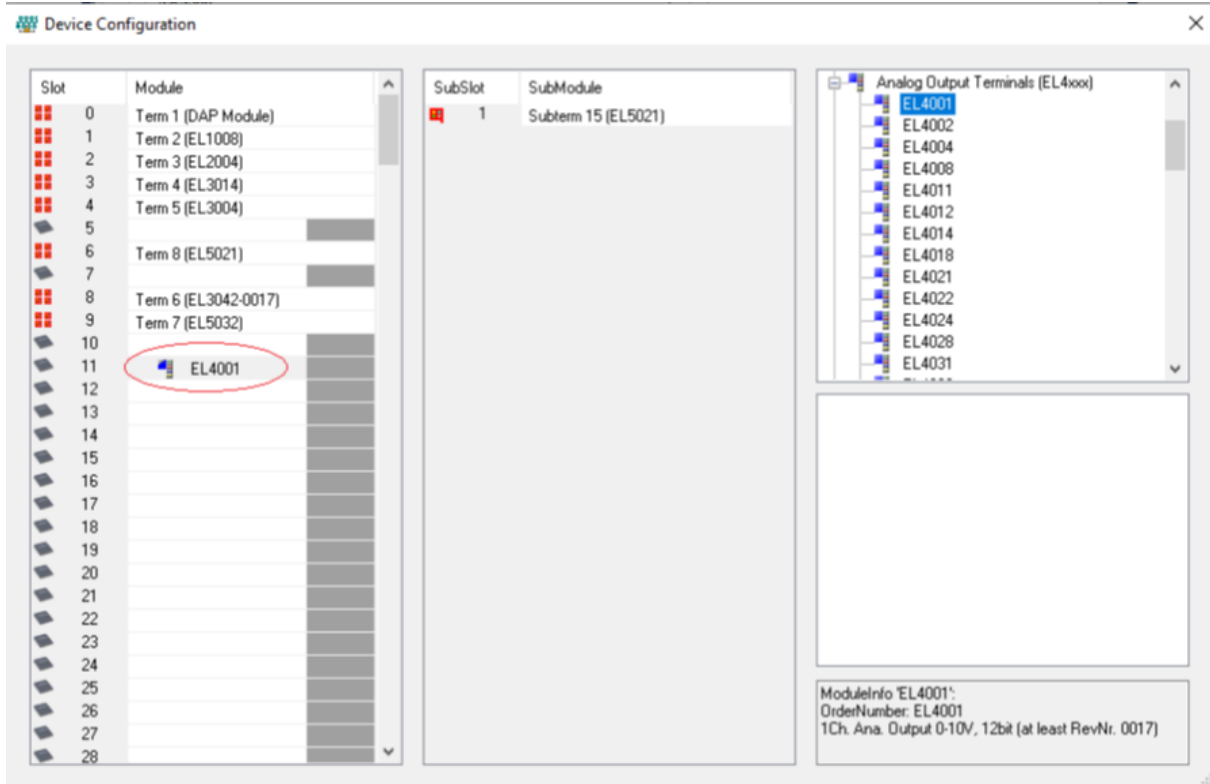 Device Configuration
Slot Module
0 Term 1 (DAP Module)
1 Term 2 (EL1008)
2 Term 3 (EL2004)
3 Term 4 (EL3014)
4 Term 5 (EL3004)
5
6 Term 8 (EL5021)
7
8 Term 6 (EL3042-0017)
9 Term 7 (EL5032)
10
11 EL4001
12
13
14
15
16
17
18
19
20
21
22
23
24
25
26
27
28
SubSlot SubModule
1 Subterm 15 (EL5021)
Analog Output Terminals (EL4xxx)
EL4001
EL4002
EL4004
EL4008
EL4011
EL4012
EL4014
EL4018
EL4021
EL4022
EL4024
EL4028
EL4031
ModuleInfo 'EL4001':
OrderNumber: EL4001
1Ch. Ana. Output 0-10V, 12bit (at least RevNr. 0017)